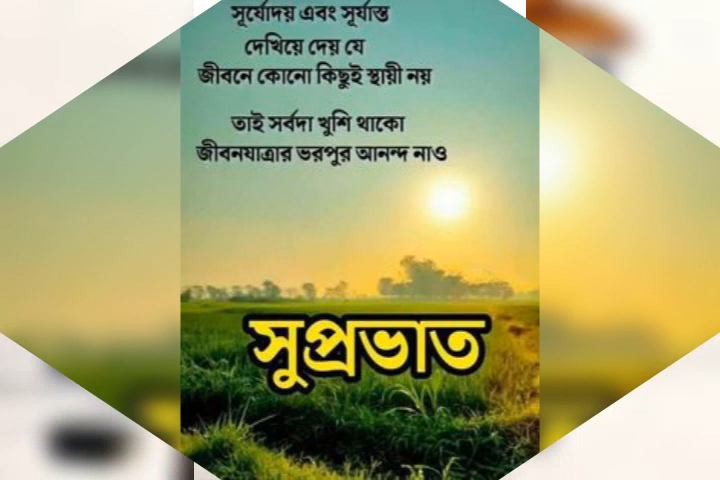 সূর্যোদয় এবং সূর্যাস্ত
দেখিয়ে দেয় যে
জীবনে কোনো কিছুই স্থায়ী নয়
তাই সর্বদা খুশি থাকো
জীবনযাত্রার ভরপুর আনন্দ নাও
সুপ্রভাত